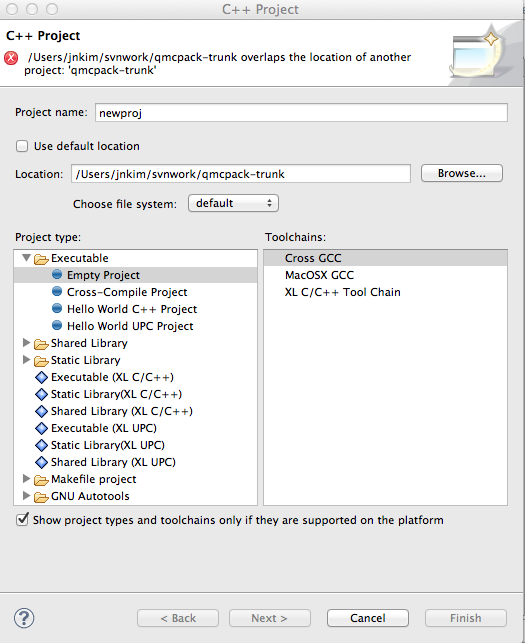 C++ Project
C++ Project
/Users/jnkim/svnwork/qmcpack-trunk overlaps the location of another
project: 'qmcpack-trunk'
Project name: newproj
Use default location
Location: /Users/jnkim/svnwork/qmcpack-trunk Browse...
Choose file system: default
Project type: Toolchains:
Executable Cross GCC
Empty Project MacOSX GCC
Cross-Compile Project XL C/C++ Tool Chain
Hello World C++ Project
Hello World UPC Project
Shared Library
Static Library
Executable (XL C/C++)
Static Library(XL C/C++)
Shared Library (XL C/C++)
Executable (XL UPC)
Static Library(XL UPC)
Shared Library (XL UPC)
Makefile project
GNU Autotools
Show project types and toolchains only if they are supported on the platform
? < Back Next > Cancel Finish